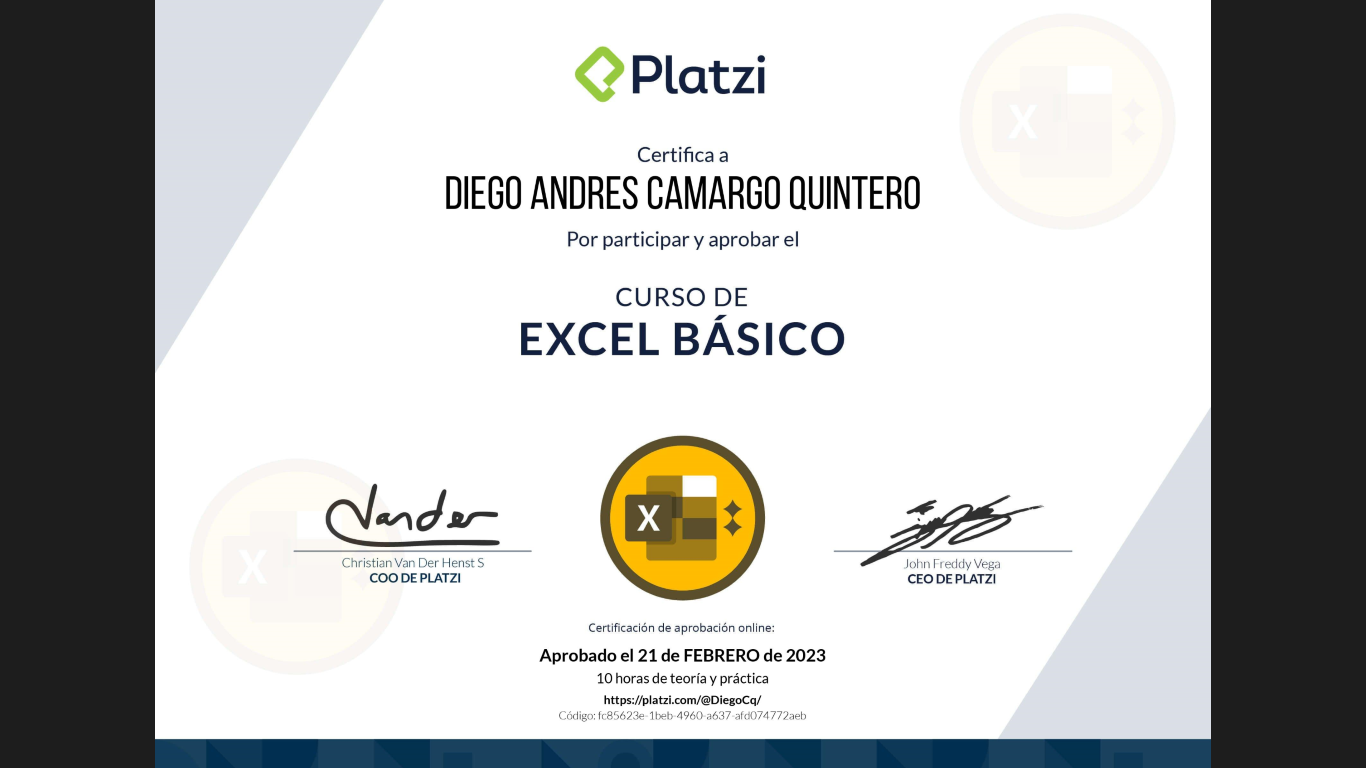 Platzi
Certifica a
DIEGO ANDRES CAMARGO QUINTERO
Por participar y aprobar el
CURSO DE
EXCEL BÁSICO
X
X
X
Vander
Christian Van Der Henst S
COO DE PLATZI
John Freddy Vega
CEO DE PLATZI
Certificación de aprobación online:
Aprobado el 21 de FEBRERO de 2023
10 horas de teoría y práctica
https://platzi.com/@DiegoCq/
Código: fc85623e-1beb-4960-a637-afd074772aeb